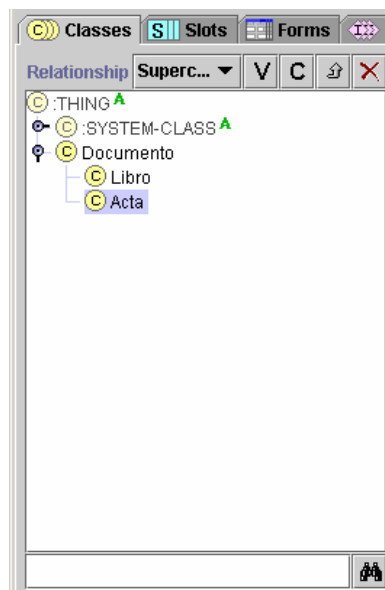 C Classes S Slots Forms I
Relationship Superc... V C
C :THING A
C :SYSTEM-CLASS A
C Documento
C Libro
C Acta